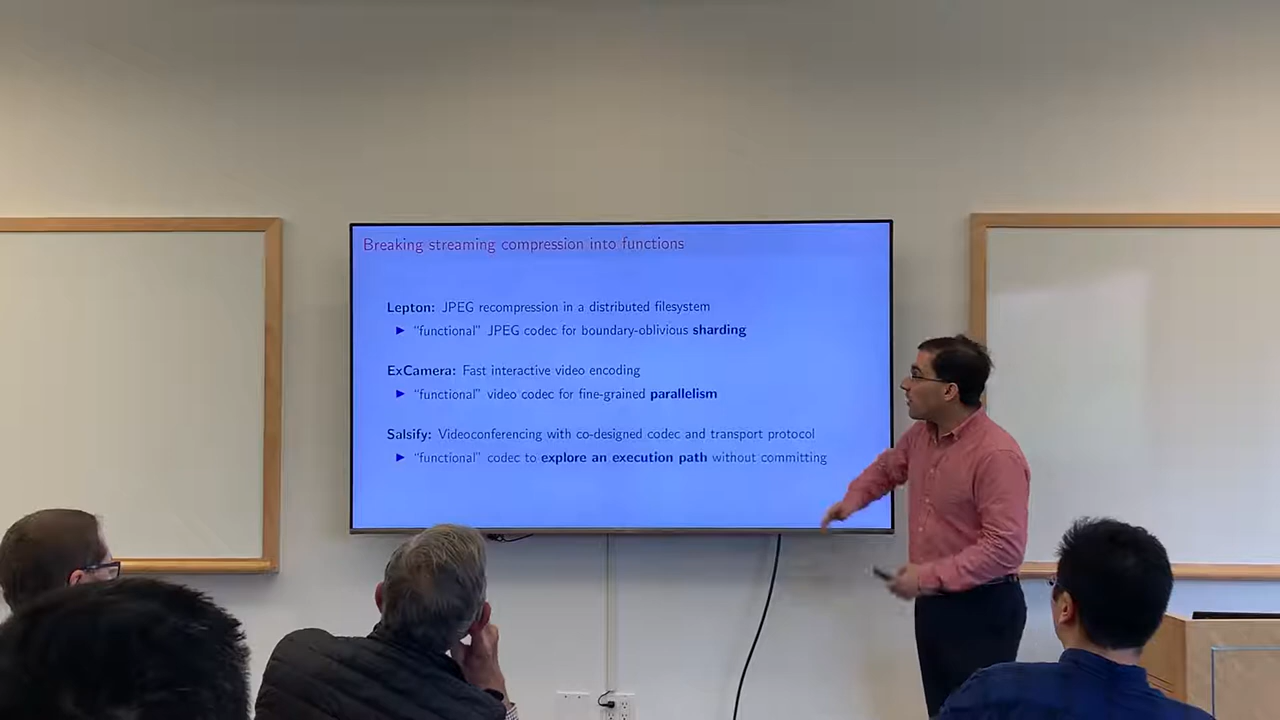 Breaking streaming compression into functions
Lepton: JPEG recompression in a distributed filesystem
► “functional” JPEG codec for boundary-oblivious sharding
ExCamera: Fast interactive video encoding
► “functional” video codec for fine-grained parallelism
Salsify: Videoconferencing with co-designed codec and transport protocol
► “functional” codec to explore an execution path without committing